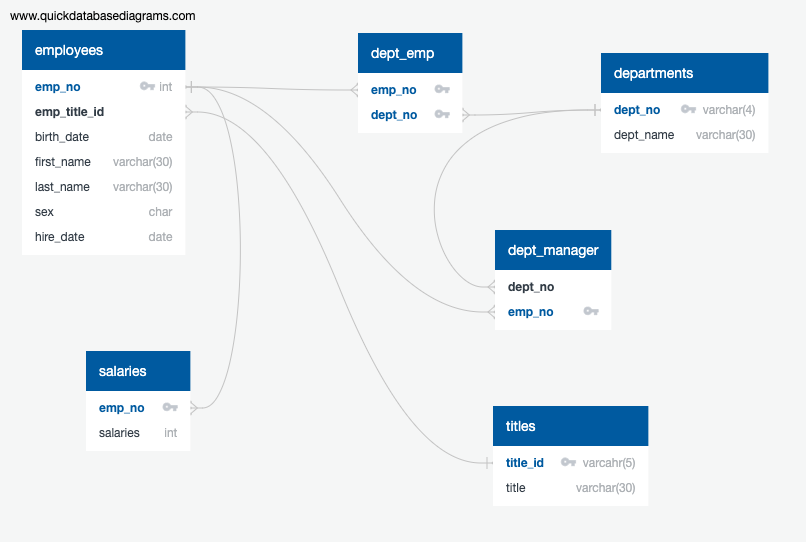 www.quickdatabasediagrams.com
employees
emp_no int
emp_title_id
birth_date date
first_name varchar(30)
last_name varchar(30)
sex char
hire_date date
dept_emp
emp_no
dept_no
departments
dept_no varchar(4)
dept_name varchar(30)
dept_manager
dept_no
emp_no
salaries
emp_no
salaries int
titles
title_id varcahr(5)
title varchar(30)